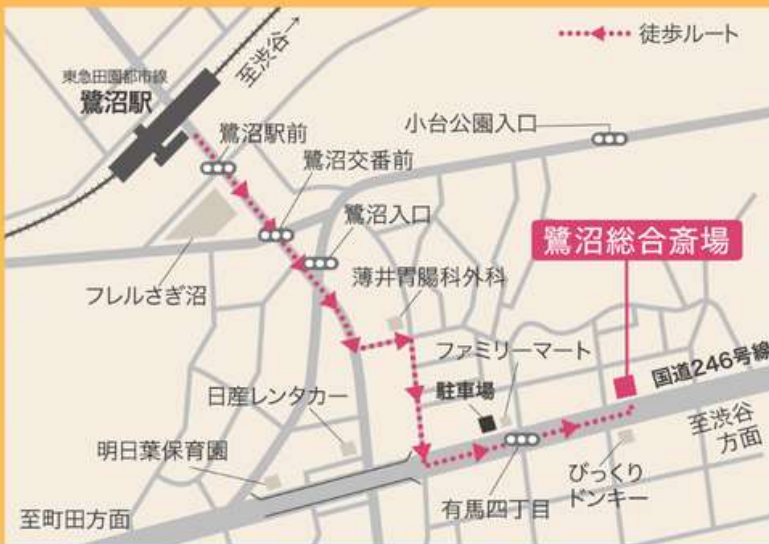 徒歩ルート
東急田園都市線
鷺沼駅
至渋谷→
鷺沼駅前
小台公園入口
鷺沼交番前
鷺沼入口
鷺沼総合斎場
フレルさぎ沼
薄井胃腸科外科
ファミリーマート
国道246号線
日産レンタカー
駐車場
至渋谷
方面
明日葉保育園
びっくり
ドンキー
有馬四丁目
至町田方面